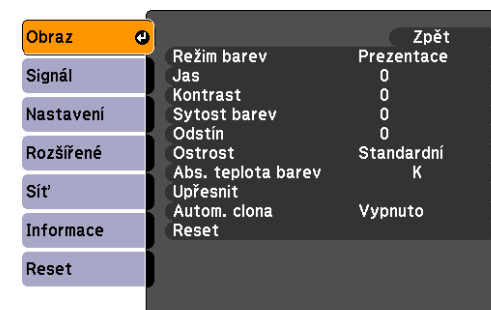 Obraz
Signál
Nastavení
Rozšířené
Síť
Informace
Reset
Zpět
Režim barev Prezentace
Jas 0
Kontrast 0
Sytost barev 0
Odstín 0
Ostrost Standardní
Abs. teplota barev K
Upřesnit
Autom. clona Vypnuto
Reset